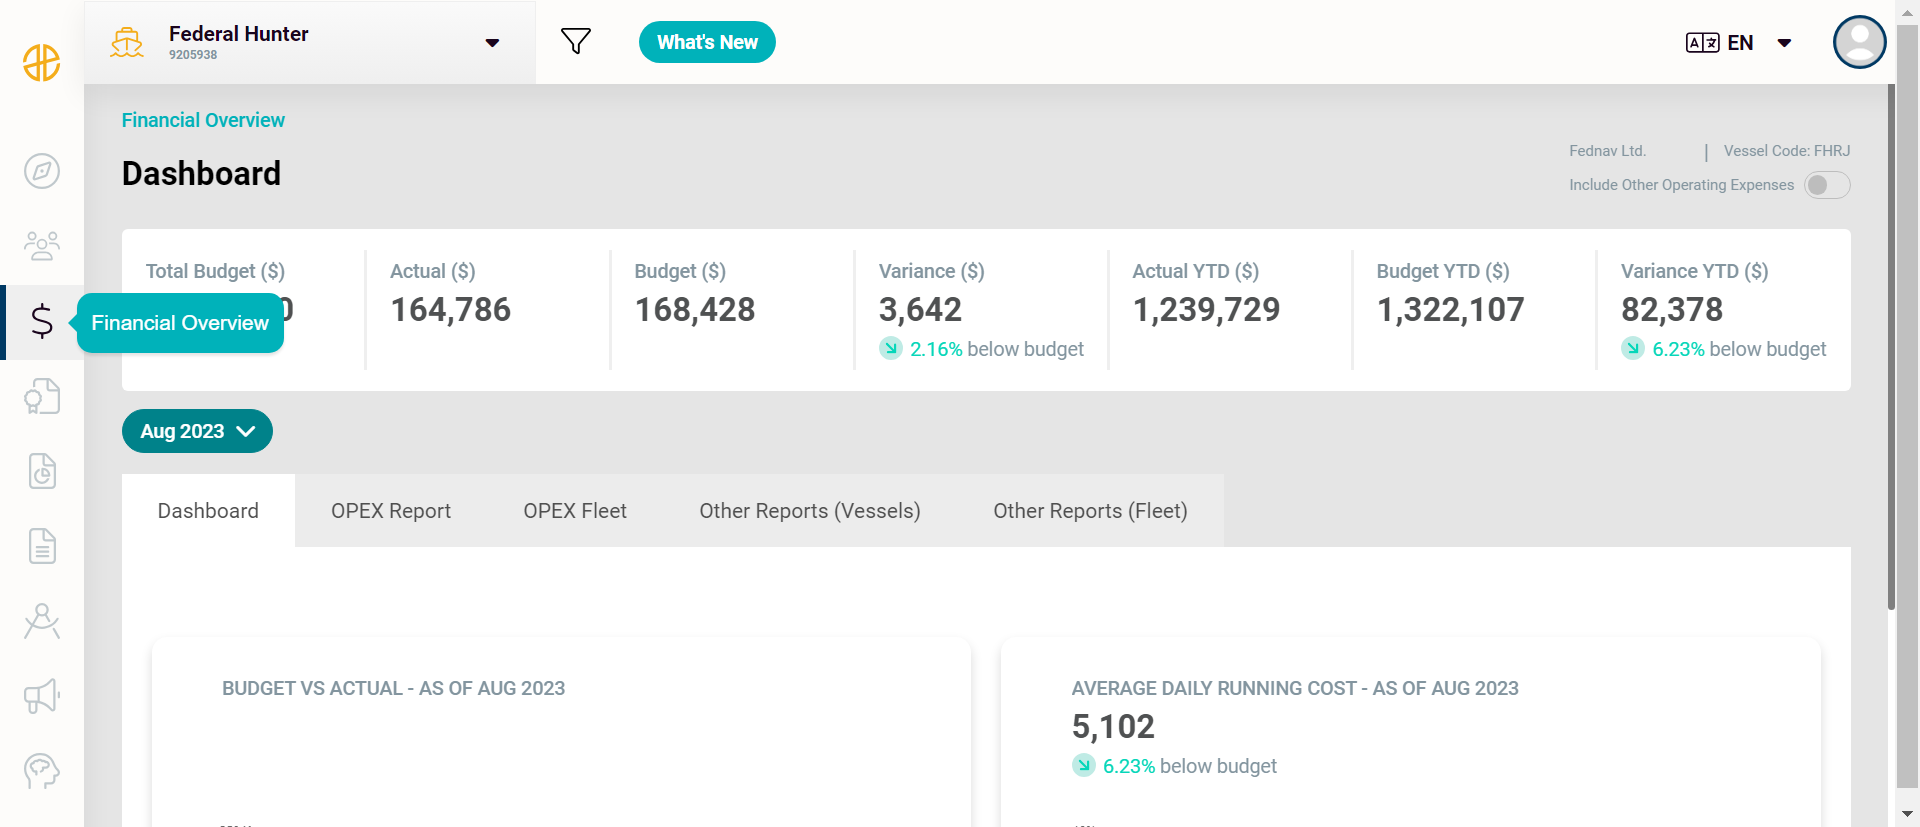 Federal Hunter
9205938
What's New
EN
Financial Overview
Dashboard
Fednav Ltd. | Vessel Code: FHRJ
Include Other Operating Expenses
Total Budget ($)
Actual ($)
164,786
Budget ($)
168,428
Variance ($)
3,642
2.16% below budget
Actual YTD ($)
1,239,729
Budget YTD ($)
1,322,107
Variance YTD ($)
82,378
6.23% below budget
Financial Overview
Aug 2023
Dashboard
OPEX Report
OPEX Fleet
Other Reports (Vessels)
Other Reports (Fleet)
BUDGET VS ACTUAL - AS OF AUG 2023
AVERAGE DAILY RUNNING COST - AS OF AUG 2023
5,102
6.23% below budget